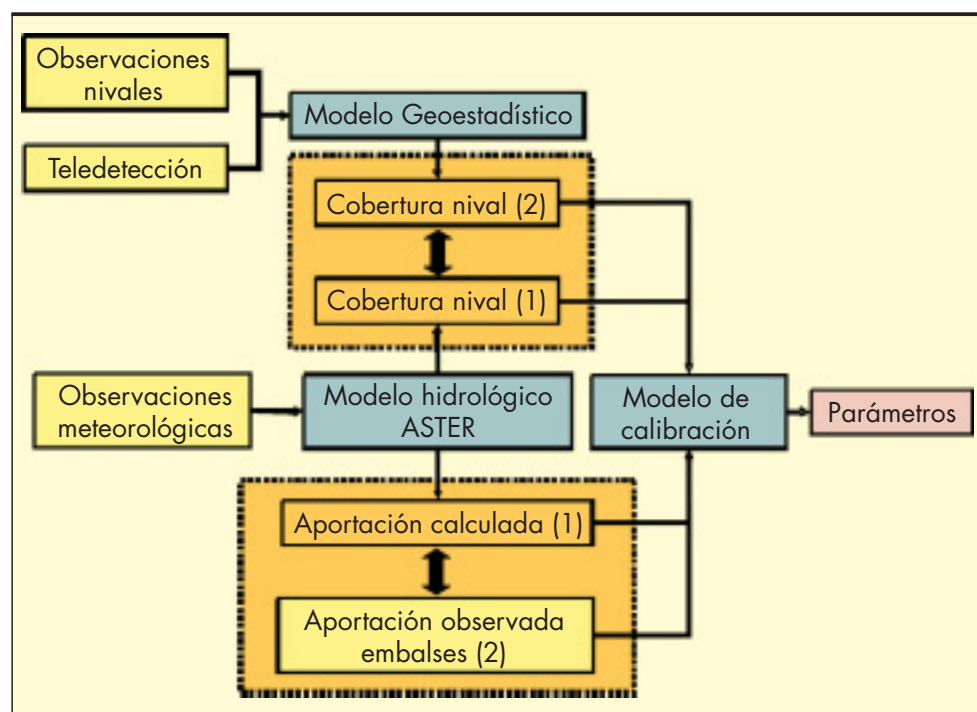 Observaciones
nivales
Modelo Geoestadístico
Teledetección
Cobertura nival (2)
Cobertura nival (1)
Observaciones
meteorológicas
Modelo hidrológico
ASTER
Modelo de
calibración
Parámetros
Aportación calculada (1)
Aportación observada
embalses (2)